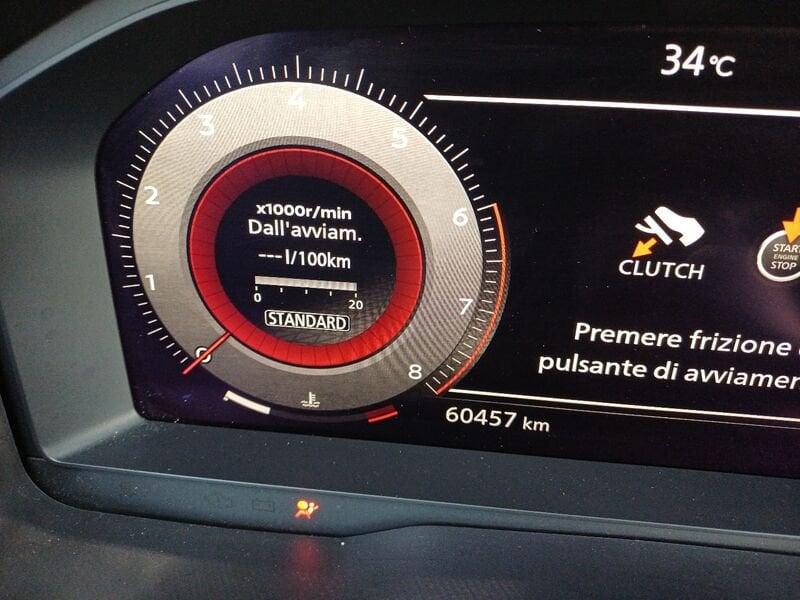 34°C
4
3
5
2
6
1
7
0
8
x1000r/min
Dall'avviam.
---l/100km
0 20
STANDARD
CLUTCH
START
ENGINE
STOP
Premere frizione
pulsante di
60457 km